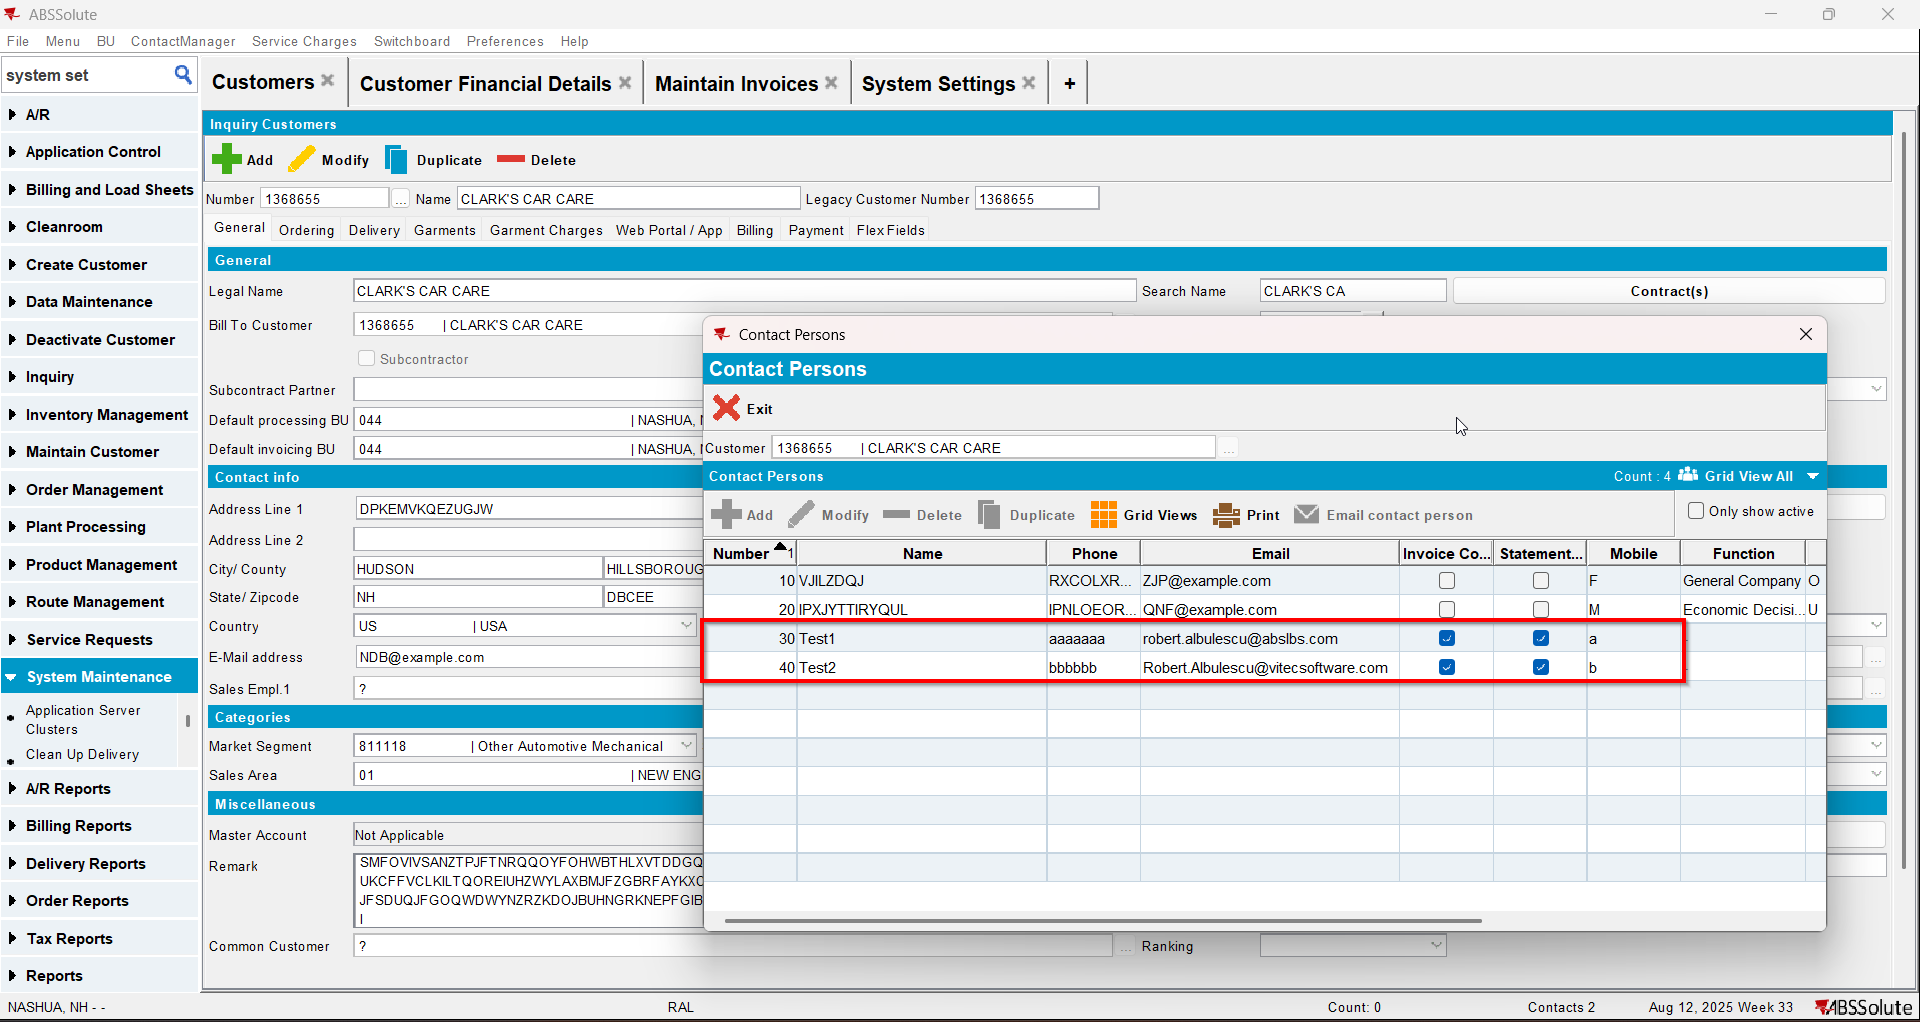 ABSSolute
File Menu BU ContactManager Service Charges Switchboard Preferences Help
system set
Customers
Customer Financial Details
Maintain Invoices
System Settings
+
A/R
Application Control
Billing and Load Sheets
Cleanroom
Create Customer
Data Maintenance
Deactivate Customer
Inquiry
Inventory Management
Maintain Customer
Order Management
Plant Processing
Product Management
Route Management
Service Requests
System Maintenance
Application Server
Clusters
Clean Up Delivery
A/R Reports
Billing Reports
Delivery Reports
Order Reports
Tax Reports
Reports
Inquiry Customers
Add Modify Duplicate Delete
Number 1368655 ... Name CLARK'S CAR CARE Legacy Customer Number 1368655
General Ordering Delivery Garments Garment Charges Web Portal / App Billing Payment FlexFields
General
Legal Name CLARK'S CAR CARE Search Name CLARK'S CA Contract(s)
Bill To Customer 1368655 | CLARK'S CAR CARE
Subcontractor
Subcontract Partner
Default processing BU 044 | NASHUA,
Default invoicing BU 044 | NASHUA,
Contact info
Address Line 1 DPKEMVKQEZUGJW
Address Line 2
City/ County HUDSON HILLSBOROUG
State/ Zipcode NH DBCEE
Country US | USA
E-Mail address NDB@example.com
Sales Empl.1 ?
...
...
Categories
Market Segment 811118 | Other Automotive Mechanical
Sales Area 01 | NEW ENG
Miscellaneous
Master Account Not Applicable
Remark SMFOVIVSANZTPJFTNRQQOYFOHWBTHLXVTDDGQ
UKCFFVCLKILTQOREIUHZWYLAXBMJFZGBRFAYKXC
JFSDUQJFGOQWDWYNZRZKDOJBUHNGRKNEPFGIB
I
Common Customer ? ... Ranking
Contact Persons
Contact Persons
Exit
Customer 1368655 | CLARK'S CAR CARE ...
Contact Persons Count : 4 Grid View All
Add Modify Delete Duplicate Grid Views Print Email contact person Only show active
Number 1 Name Phone Email Invoice Co... Statement... Mobile Function
10 VJILZDQJ RXCOLXR... ZJP@example.com F General Company O
20 IPXJYTTIRYQUL IPNLOEOR... QNF@example.com M Economic Decisi... U
30 Test1 aaaaaaa robert.albulescu@abslbs.com a
40 Test2 bbbbbb Robert.Albulescu@vitecsoftware.com b
NASHUA, NH - - RAL Count: 0 Contacts 2 Aug 12, 2025 Week 33 ABSSolute